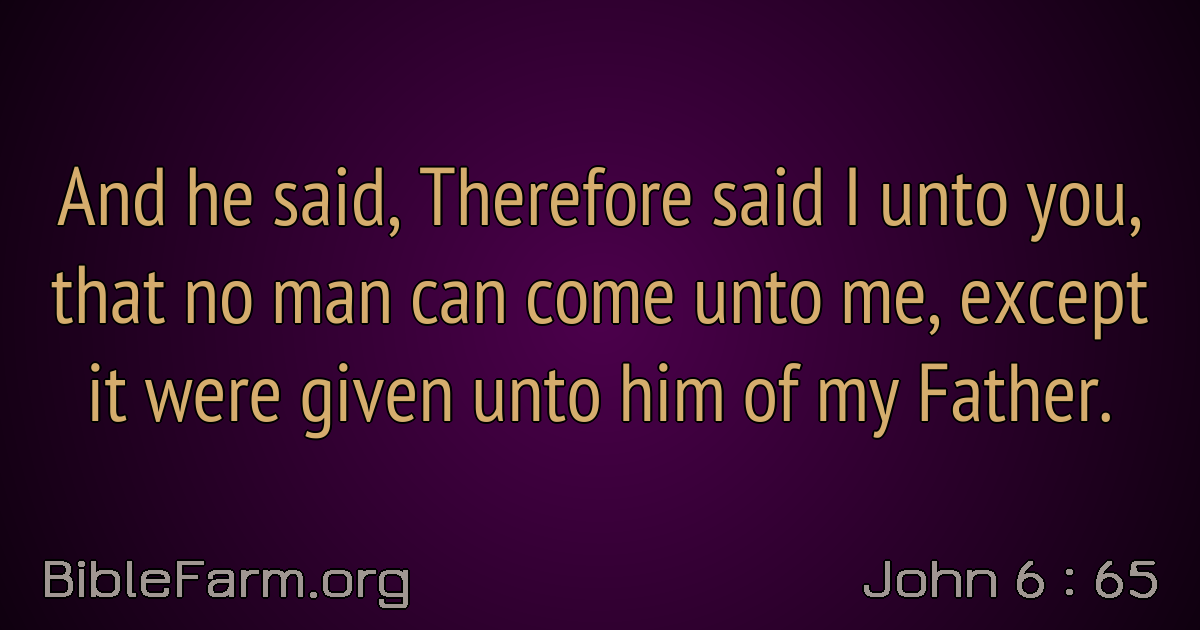 And he said, Therefore said I unto you,
that no man can come unto me, except
it were given unto him of my Father.
BibleFarm.org
John 6 : 65